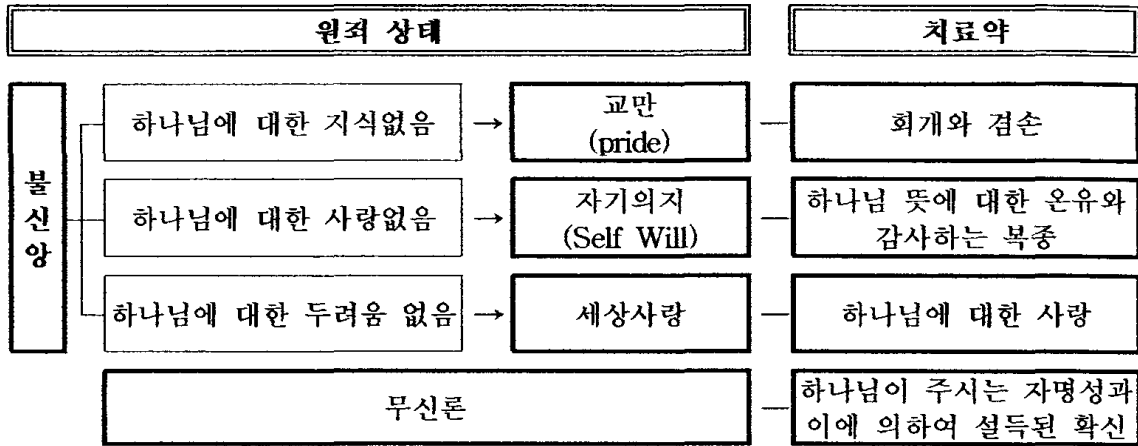 원죄 상태
치료약
불신앙
하나님에 대한 지식없음 →
교만
(pride)
회개와 겸손
하나님에 대한 사랑없음 →
자기의지
(Self Will)
하나님 뜻에 대한 온유와
감사하는 복종
하나님에 대한 두려움 없음 →
세상사랑
하나님에 대한 사랑
무신론
하나님이 주시는 자명성과
이에 의하여 설득된 확신